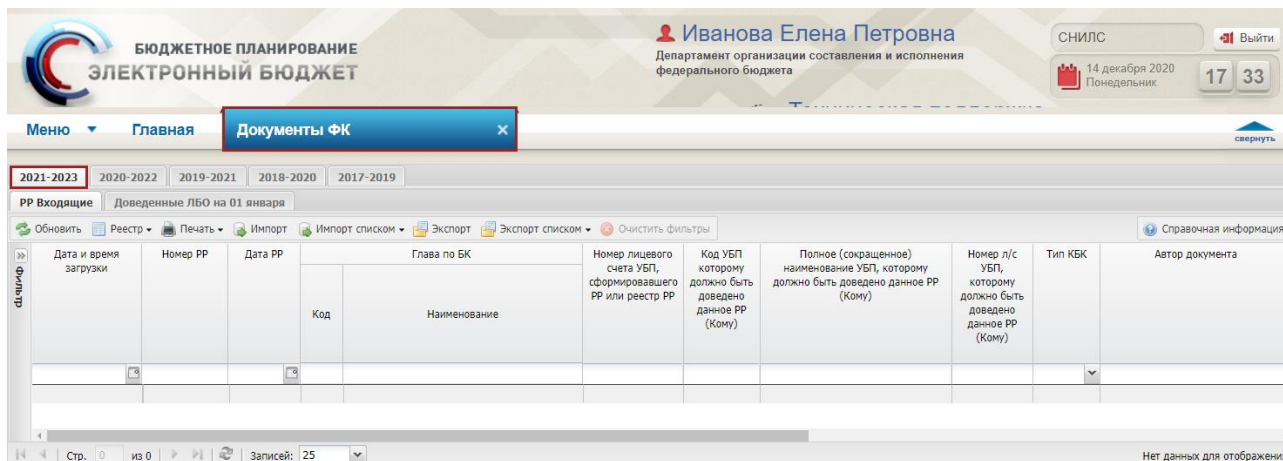 БЮДЖЕТНОЕ ПЛАНИРОВАНИЕ
ЭЛЕКТРОННЫЙ БЮДЖЕТ
Иванова Елена Петровна
Департамент организации составления и исполнения
федерального бюджета
СНИЛС
Выйти
14 декабря 2020
Понедельник
17 33
Меню Главная Документы ФК
свернуть
2021-2023 2020-2022 2019-2021 2018-2020 2017-2019
РР Входящие Доведенные ЛБО на 01 января
Обновить Реестр Печать Импорт Импорт списком Экспорт Экспорт списком Очистить фильтры Справочная информация
Фильтр
Дата и время
загрузки
Номер РР
Дата РР
Глава по БК
Код
Наименование
Номер лицевого
счета УБП,
сформировавшего
РР или реестр РР
Код УБП
которому
должно быть
доведено
данное РР
(Кому)
Полное (сокращенное)
наименование УБП, которому
должно быть доведено данное РР
(Кому)
Номер л/с
УБП,
которому
должно быть
доведено
данное РР
(Кому)
Тип КБК
Автор документа
Стр. 0 из 0 Записей: 25
Нет данных для отображени